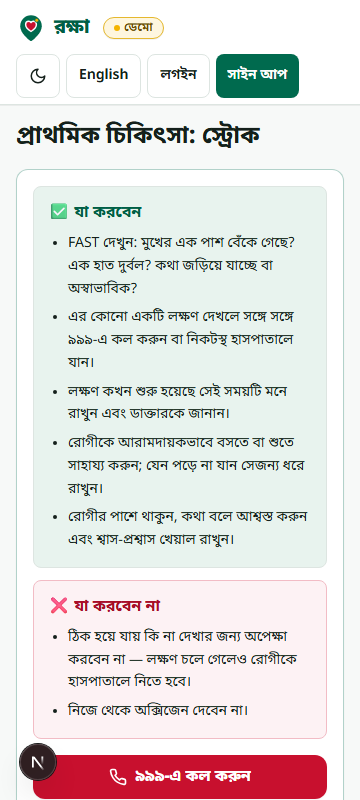 রক্ষা
ডেমো
English
লগইন
সাইন আপ
প্রাথমিক চিকিৎসা: স্ট্রোক
যা করবেন
FAST দেখুন: মুখের এক পাশ বেঁকে গেছে?
এক হাত দুর্বল? কথা জড়িয়ে যাচ্ছে বা
অস্বাভাবিক?
এর কোনো একটি লক্ষণ দেখলে সঙ্গে সঙ্গে
৯৯৯-এ কল করুন বা নিকটস্থ হাসপাতালে
যান।
লক্ষণ কখন শুরু হয়েছে সেই সময়টি মনে
রাখুন এবং ডাক্তারকে জানান।
রোগীকে আরামদায়কভাবে বসতে বা শুতে
সাহায্য করুন; যেন পড়ে না যান সেজন্য ধরে
রাখুন।
রোগীর পাশে থাকুন, কথা বলে আশ্বস্ত করুন
এবং শ্বাস-প্রশ্বাস খেয়াল রাখুন।
যা করবেন না
ঠিক হয়ে যায় কি না দেখার জন্য অপেক্ষা
করবেন না — লক্ষণ চলে গেলেও রোগীকে
হাসপাতালে নিতে হবে।
নিজে থেকে অক্সিজেন দেবেন না।
N
৯৯৯-এ কল করুন